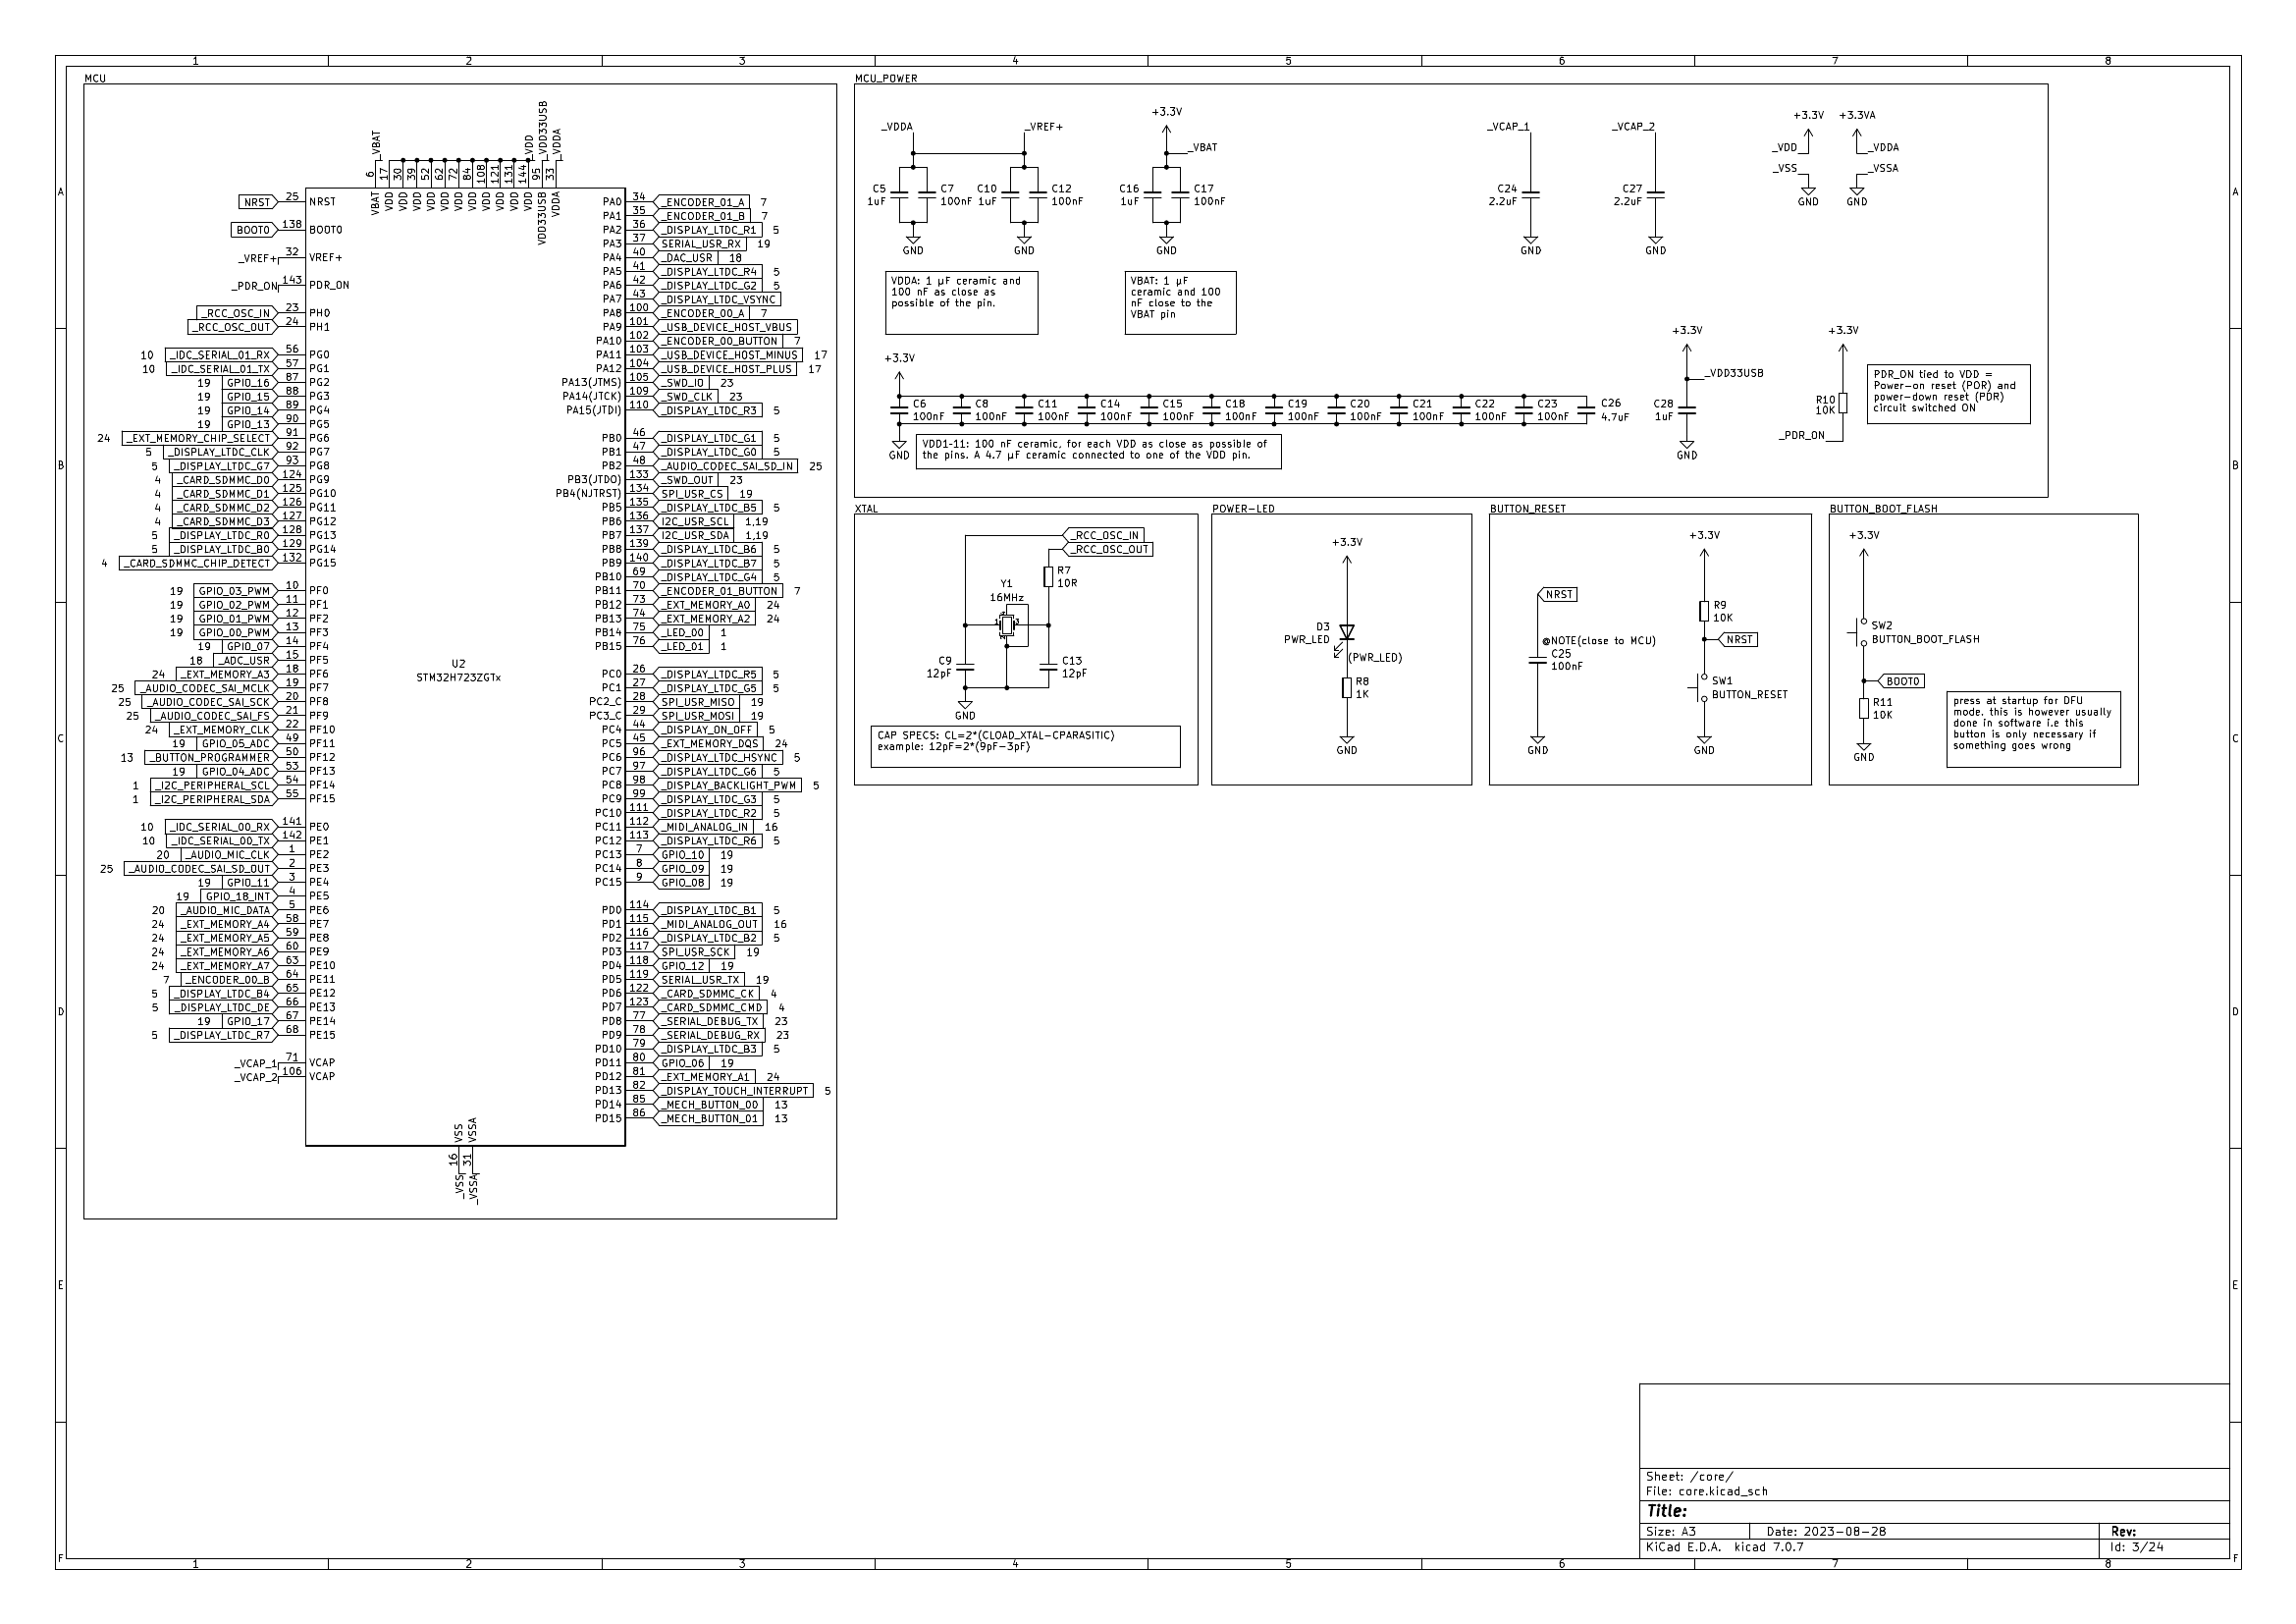 1 2 3 4 5 6 7 8
A
B
C
D
E
F
MCU
_VBAT
_VDD
_VDD33USB
_VDDA
6 17 30 39 52 62 72 84 108 121 131 144 95 33
VBAT VDD VDD VDD VDD VDD VDD VDD VDD VDD VDD VDD VDD33USB VDDA
NRST 25 NRST
BOOT0 138 BOOT0
_VREF+ 32 VREF+
_PDR_ON 143 PDR_ON
_RCC_OSC_IN 23 PH0
_RCC_OSC_OUT 24 PH1
10 _IDC_SERIAL_01_RX 56 PG0
10 _IDC_SERIAL_01_TX 57 PG1
19 GPIO_16 87 PG2
19 GPIO_15 88 PG3
19 GPIO_14 89 PG4
19 GPIO_13 90 PG5
24 _EXT_MEMORY_CHIP_SELECT 91 PG6
5 _DISPLAY_LTDC_CLK 92 PG7
5 _DISPLAY_LTDC_G7 93 PG8
4 _CARD_SDMMC_D0 124 PG9
4 _CARD_SDMMC_D1 125 PG10
4 _CARD_SDMMC_D2 126 PG11
4 _CARD_SDMMC_D3 127 PG12
5 _DISPLAY_LTDC_R0 128 PG13
5 _DISPLAY_LTDC_B0 129 PG14
4 _CARD_SDMMC_CHIP_DETECT 132 PG15
19 GPIO_03_PWM 10 PF0
19 GPIO_02_PWM 11 PF1
19 GPIO_01_PWM 12 PF2
19 GPIO_00_PWM 13 PF3
19 GPIO_07 14 PF4
18 _ADC_USR 15 PF5
24 _EXT_MEMORY_A3 18 PF6
25 _AUDIO_CODEC_SAI_MCLK 19 PF7
25 _AUDIO_CODEC_SAI_SCK 20 PF8
25 _AUDIO_CODEC_SAI_FS 21 PF9
24 _EXT_MEMORY_CLK 22 PF10
19 GPIO_05_ADC 49 PF11
13 _BUTTON_PROGRAMMER 50 PF12
19 GPIO_04_ADC 53 PF13
1 _I2C_PERIPHERAL_SCL 54 PF14
1 _I2C_PERIPHERAL_SDA 55 PF15
10 _IDC_SERIAL_00_RX 141 PE0
10 _IDC_SERIAL_00_TX 142 PE1
20 _AUDIO_MIC_CLK 1 PE2
25 _AUDIO_CODEC_SAI_SD_OUT 2 PE3
19 GPIO_11 3 PE4
19 GPIO_18_INT 4 PE5
20 _AUDIO_MIC_DATA 5 PE6
24 _EXT_MEMORY_A4 58 PE7
24 _EXT_MEMORY_A5 59 PE8
24 _EXT_MEMORY_A6 60 PE9
24 _EXT_MEMORY_A7 63 PE10
7 _ENCODER_00_B 64 PE11
5 _DISPLAY_LTDC_B4 65 PE12
5 _DISPLAY_LTDC_DE 66 PE13
19 GPIO_17 67 PE14
5 _DISPLAY_LTDC_R7 68 PE15
_VCAP_1 71 VCAP
_VCAP_2 106 VCAP
U2
STM32H723ZGTx
PA0 34 _ENCODER_01_A 7
PA1 35 _ENCODER_01_B 7
PA2 36 _DISPLAY_LTDC_R1 5
PA3 37 SERIAL_USR_RX 19
PA4 40 _DAC_USR 18
PA5 41 _DISPLAY_LTDC_R4 5
PA6 42 _DISPLAY_LTDC_G2 5
PA7 43 _DISPLAY_LTDC_VSYNC
PA8 100 _ENCODER_00_A 7
PA9 101 _USB_DEVICE_HOST_VBUS
PA10 102 _ENCODER_00_BUTTON 7
PA11 103 _USB_DEVICE_HOST_MINUS 17
PA12 104 _USB_DEVICE_HOST_PLUS 17
PA13(JTMS) 105 _SWD_IO 23
PA14(JTCK) 109 _SWD_CLK 23
PA15(JTDI) 110 _DISPLAY_LTDC_R3 5
PB0 46 _DISPLAY_LTDC_G1 5
PB1 47 _DISPLAY_LTDC_G0 5
PB2 48 _AUDIO_CODEC_SAI_SD_IN 25
PB3(JTDO) 133 _SWD_OUT 23
PB4(NJTRST) 134 SPI_USR_CS 19
PB5 135 _DISPLAY_LTDC_B5 5
PB6 136 I2C_USR_SCL 1,19
PB7 137 I2C_USR_SDA 1,19
PB8 139 _DISPLAY_LTDC_B6 5
PB9 140 _DISPLAY_LTDC_B7 5
PB10 69 _DISPLAY_LTDC_G4 5
PB11 70 _ENCODER_01_BUTTON 7
PB12 73 _EXT_MEMORY_A0 24
PB13 74 _EXT_MEMORY_A2 24
PB14 75 _LED_00 1
PB15 76 _LED_01 1
PC0 26 _DISPLAY_LTDC_R5 5
PC1 27 _DISPLAY_LTDC_G5 5
PC2_C 28 SPI_USR_MISO 19
PC3_C 29 SPI_USR_MOSI 19
PC4 44 _DISPLAY_ON_OFF 5
PC5 45 _EXT_MEMORY_DQS 24
PC6 96 _DISPLAY_LTDC_HSYNC 5
PC7 97 _DISPLAY_LTDC_G6 5
PC8 98 _DISPLAY_BACKLIGHT_PWM 5
PC9 99 _DISPLAY_LTDC_G3 5
PC10 111 _DISPLAY_LTDC_R2 5
PC11 112 _MIDI_ANALOG_IN 16
PC12 113 _DISPLAY_LTDC_R6 5
PC13 7 GPIO_10 19
PC14 8 GPIO_09 19
PC15 9 GPIO_08 19
PD0 114 _DISPLAY_LTDC_B1 5
PD1 115 _MIDI_ANALOG_OUT 16
PD2 116 _DISPLAY_LTDC_B2 5
PD3 117 SPI_USR_SCK 19
PD4 118 GPIO_12 19
PD5 119 SERIAL_USR_TX 19
PD6 122 _CARD_SDMMC_CK 4
PD7 123 _CARD_SDMMC_CMD 4
PD8 77 _SERIAL_DEBUG_TX 23
PD9 78 _SERIAL_DEBUG_RX 23
PD10 79 _DISPLAY_LTDC_B3 5
PD11 80 GPIO_06 19
PD12 81 _EXT_MEMORY_A1 24
PD13 82 _DISPLAY_TOUCH_INTERRUPT 5
PD14 85 _MECH_BUTTON_00 13
PD15 86 _MECH_BUTTON_01 13
VSS VSSA
16 31
_VSS _VSSA
MCU_POWER
_VDDA _VREF+
C5 1uF C7 100nF C10 1uF C12 100nF
GND GND
VDDA: 1 µF ceramic and
100 nF as close as
possible of the pin.
+3.3V
_VBAT
C16 1uF C17 100nF
GND
VBAT: 1 µF
ceramic and 100
nF close to the
VBAT pin
_VCAP_1 _VCAP_2
C24 2.2uF C27 2.2uF
GND GND
+3.3V +3.3VA
_VDD _VDDA
_VSS _VSSA
GND GND
+3.3V
C6 C8 C11 C14 C15 C18 C19 C20 C21 C22 C23 C26
100nF 100nF 100nF 100nF 100nF 100nF 100nF 100nF 100nF 100nF 100nF 4.7uF
GND
VDD1-11: 100 nF ceramic, for each VDD as close as possible of
the pins. A 4.7 µF ceramic connected to one of the VDD pin.
+3.3V
_VDD33USB
C28
1uF
GND
+3.3V
R10
10K
_PDR_ON
PDR_ON tied to VDD =
Power-on reset (POR) and
power-down reset (PDR)
circuit switched ON
XTAL
_RCC_OSC_IN
_RCC_OSC_OUT
R7
10R
Y1
16MHz
1 3
C9 C13
12pF 12pF
GND
CAP SPECS: CL=2*(CLOAD_XTAL-CPARASITIC)
example: 12pF=2*(9pF-3pF)
POWER-LED
+3.3V
D3
PWR_LED
(PWR_LED)
R8
1K
GND
BUTTON_RESET
NRST
@NOTE(close to MCU)
C25
100nF
GND
+3.3V
R9
10K
NRST
SW1
BUTTON_RESET
GND
BUTTON_BOOT_FLASH
+3.3V
SW2
BUTTON_BOOT_FLASH
BOOT0
R11
10K
GND
press at startup for DFU
mode. this is however usually
done in software i.e this
button is only necessary if
something goes wrong
Sheet: /core/
File: core.kicad_sch
Title:
Size: A3 Date: 2023-08-28 Rev:
KiCad E.D.A. kicad 7.0.7 Id: 3/24
1 2 3 4 5 6 7 8
A
B
C
D
E
F